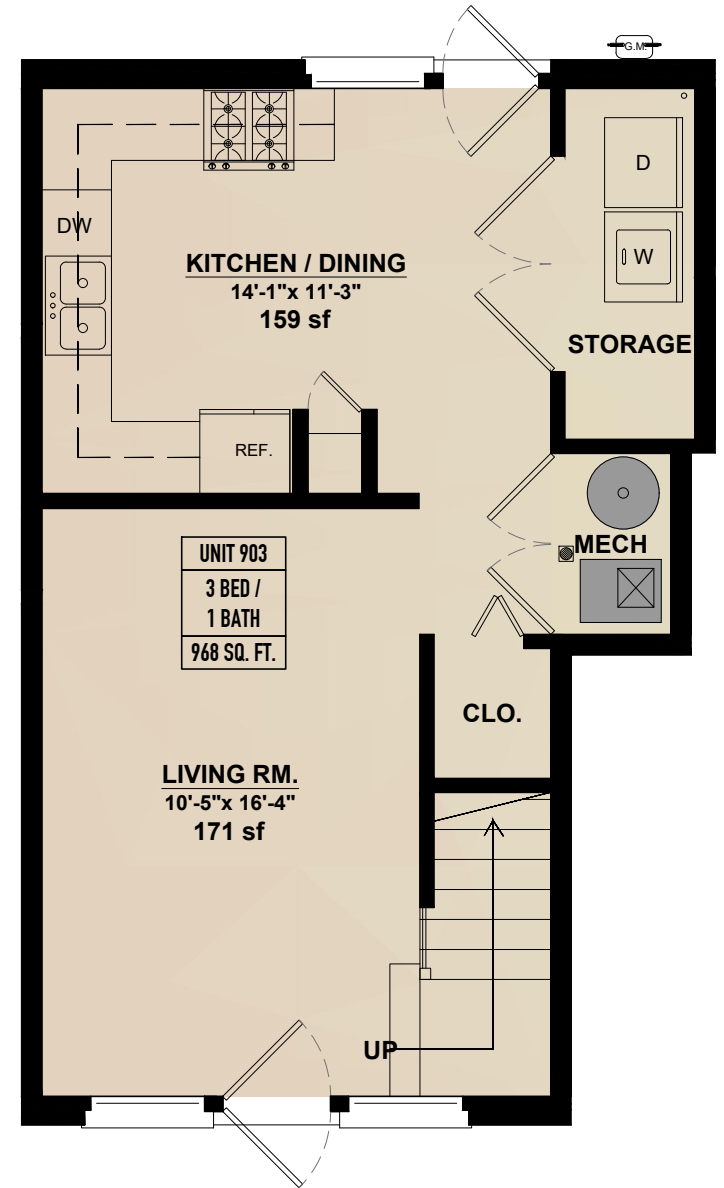 G.M.
D
DW
W
KITCHEN / DINING
14'-1"x 11'-3"
159 sf
STORAGE
REF.
MECH
UNIT 903
3 BED /
1 BATH
968 SQ. FT.
CLO.
LIVING RM.
10'-5"x 16'-4"
171 sf
UP